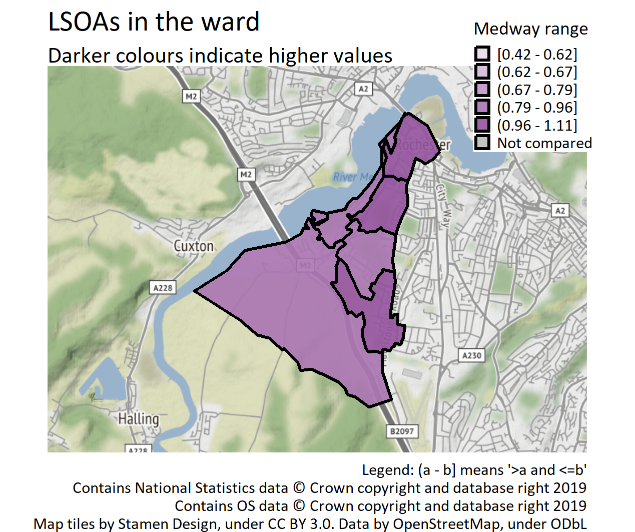 LSOAs in the ward
Darker colours indicate higher values
Medway range
[0.42 - 0.62]
(0.62 - 0.67]
(0.67 - 0.79]
(0.79 - 0.96]
(0.96 - 1.11]
Not compared
M2
A2
Rochester
M2
River
City Way
A2
Cuxton
M2
A228
A230
Halling
B2097
A228
Legend: (a - b] means '>a and <=b'
Contains National Statistics data © Crown copyright and database right 2019
Contains OS data © Crown copyright and database right 2019
Map tiles by Stamen Design, under CC BY 3.0. Data by OpenStreetMap, under ODbL